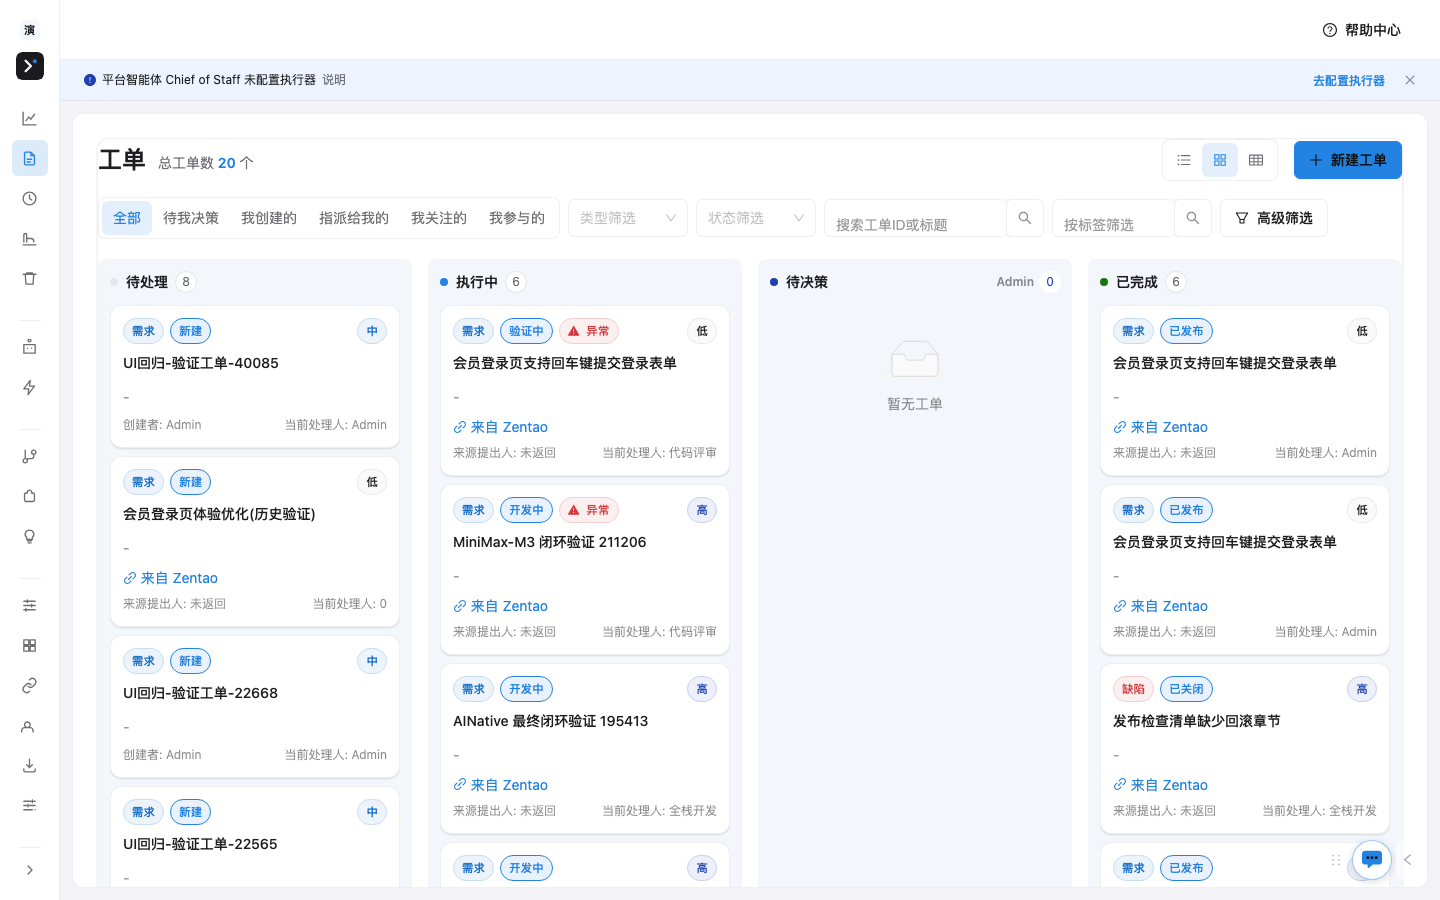 演
帮助中心
平台智能体 Chief of Staff 未配置执行器 说明
去配置执行器
工单 总工单数 20 个
新建工单
全部 待我决策 我创建的 指派给我的 我关注的 我参与的
类型筛选
状态筛选
搜索工单ID或标题
按标签筛选
高级筛选
待处理 8
需求 新建 中
UI回归-验证工单-40085
-
创建者: Admin 当前处理人: Admin
需求 新建 低
会员登录页体验优化(历史验证)
-
来自 Zentao
来源提出人: 未返回 当前处理人: 0
需求 新建 中
UI回归-验证工单-22668
-
创建者: Admin 当前处理人: Admin
需求 新建 中
UI回归-验证工单-22565
-
执行中 6
需求 验证中 异常 低
会员登录页支持回车键提交登录表单
-
来自 Zentao
来源提出人: 未返回 当前处理人: 代码评审
需求 开发中 异常 高
MiniMax-M3 闭环验证 211206
-
来自 Zentao
来源提出人: 未返回 当前处理人: 代码评审
需求 开发中 高
AINative 最终闭环验证 195413
-
来自 Zentao
来源提出人: 未返回 当前处理人: 全栈开发
需求 开发中 高
待决策 Admin 0
暂无工单
已完成 6
需求 已发布 低
会员登录页支持回车键提交登录表单
-
来自 Zentao
来源提出人: 未返回 当前处理人: Admin
需求 已发布 低
会员登录页支持回车键提交登录表单
-
来自 Zentao
来源提出人: 未返回 当前处理人: Admin
缺陷 已关闭 高
发布检查清单缺少回滚章节
-
来自 Zentao
来源提出人: 未返回 当前处理人: 全栈开发
需求 已发布